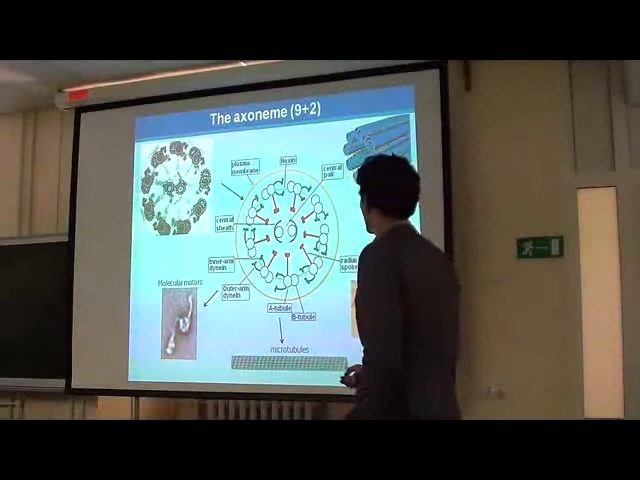 The axoneme (9+2)
plasma
membrane
Nexin
central
pair
central
sheath
Inner-arm
dynein
radial
spoke
Outer-arm
dynein
Molecular motors
A-tubule
B-tubule
microtubules